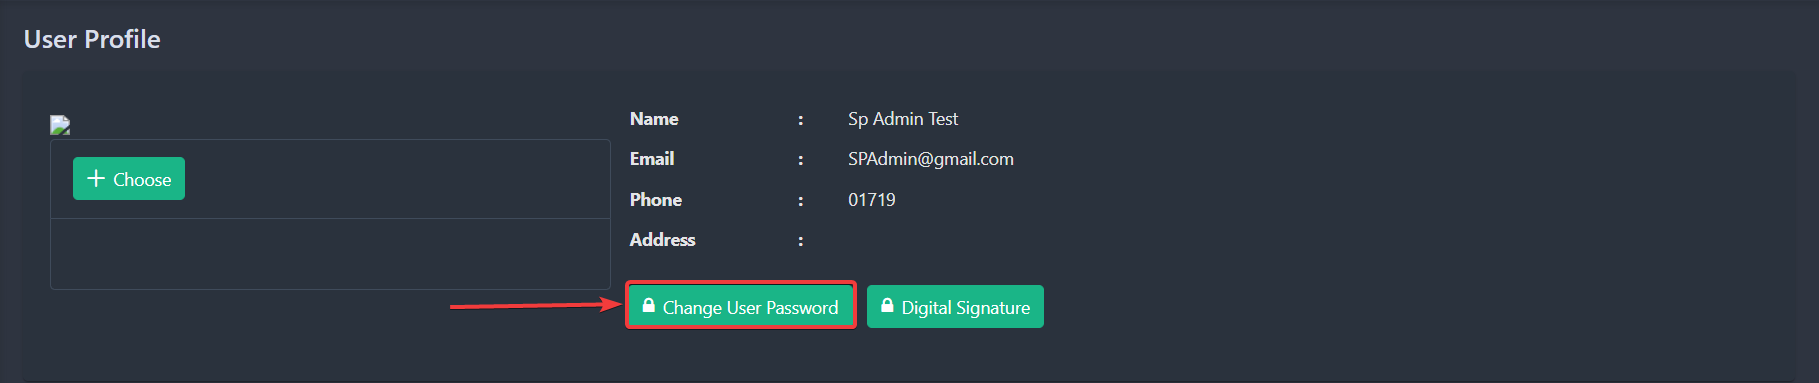 User Profile
Choose
Name : Sp Admin Test
Email : SPAdmin@gmail.com
Phone : 01719
Address :
Change User Password
Digital Signature